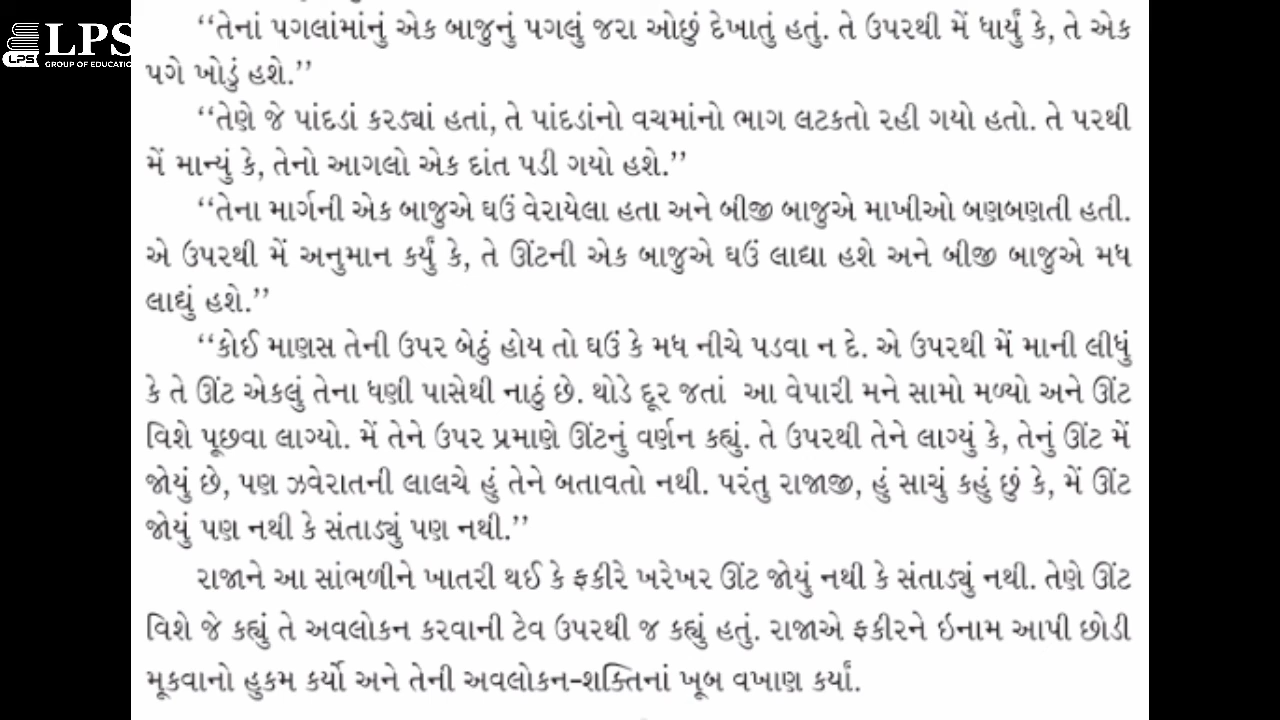 LPS
LPS
GROUP OF EDUCATIO
“તેનાં પગલાંમાંનું એક બાજુનું પગલું જરા ઓછું દેખાતું હતું. તે ઉપરથી મેં ધાર્યું કે, તે એક
પગે ખોડું હશે.”
“તેણે જે પાંદડાં કરડ્યાં હતાં, તે પાંદડાંનો વચમાંનો ભાગ લટકતો રહી ગયો હતો. તે પરથી
મેં માન્યું કે, તેનો આગલો એક દાંત પડી ગયો હશે.”
“તેના માર્ગની એક બાજુએ ઘઉં વેરાયેલા હતા અને બીજી બાજુએ માખીઓ બણબણતી હતી.
એ ઉપરથી મેં અનુમાન કર્યું કે, તે ઊંટની એક બાજુએ ઘઉં લાદ્યા હશે અને બીજી બાજુએ મધ
લાદ્યું હશે.”
“કોઈ માણસ તેની ઉપર બેઠું હોય તો ઘઉં કે મધ નીચે પડવા ન દે. એ ઉપરથી મેં માની લીધું
કે તે ઊંટ એકલું તેના ધણી પાસેથી નાઠું છે. થોડે દૂર જતાં આ વેપારી મને સામો મળ્યો અને ઊંટ
વિશે પૂછવા લાગ્યો. મેં તેને ઉપર પ્રમાણે ઊંટનું વર્ણન કહ્યું. તે ઉપરથી તેને લાગ્યું કે, તેનું ઊંટ મેં
જોયું છે, પણ ઝવેરાતની લાલચે હું તેને બતાવતો નથી. પરંતુ રાજાજી, હું સાચું કહું છું કે, મેં ઊંટ
જોયું પણ નથી કે સંતાડ્યું પણ નથી.”
રાજાને આ સાંભળીને ખાતરી થઈ કે ફકીરે ખરેખર ઊંટ જોયું નથી કે સંતાડ્યું નથી. તેણે ઊંટ
વિશે જે કહ્યું તે અવલોકન કરવાની ટેવ ઉપરથી જ કહ્યું હતું. રાજાએ ફકીરને ઇનામ આપી છોડી
મૂકવાનો હુકમ કર્યો અને તેની અવલોકન-શક્તિનાં ખૂબ વખાણ કર્યાં.